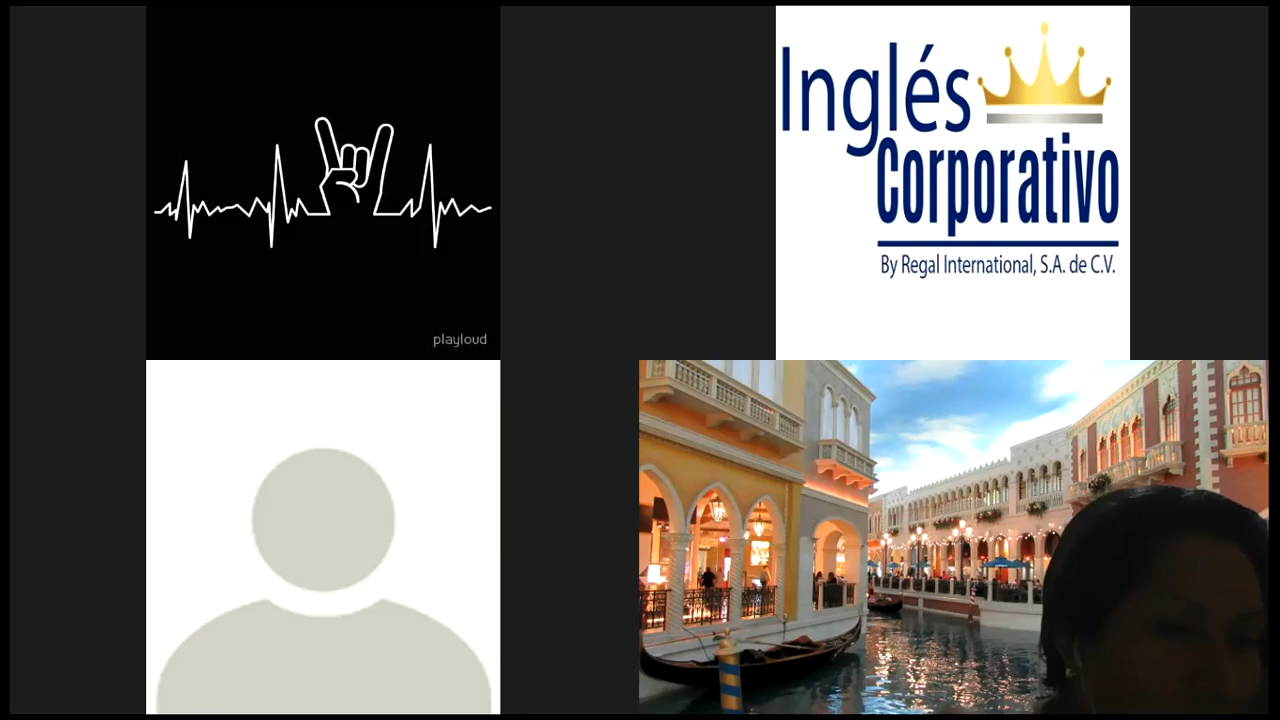 playloud
Inglés
Corporativo
By Regal International, S.A. de C.V.